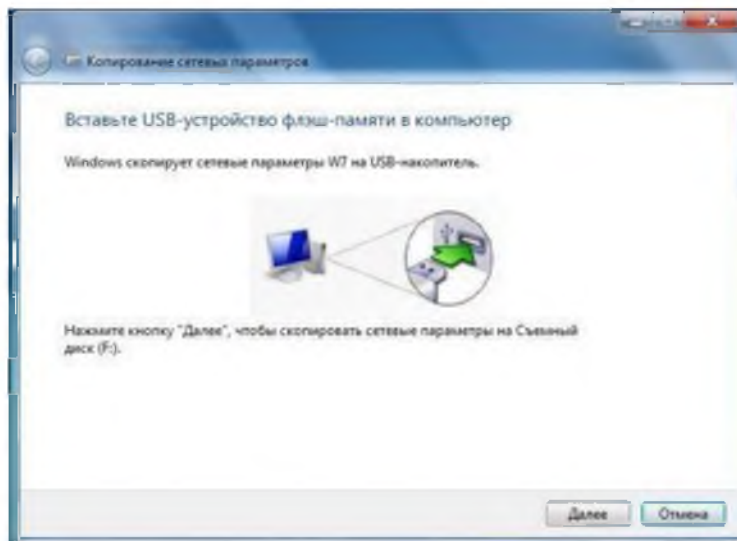 Копирование сетевых параметров
Вставьте USB-устройство флэш-памяти в компьютер
Windows скопирует сетевые параметры W7 на USB-накопитель.
Нажмите кнопку "Далее", чтобы скопировать сетевые параметры на Съемный
диск (F:).
Далее
Отмена